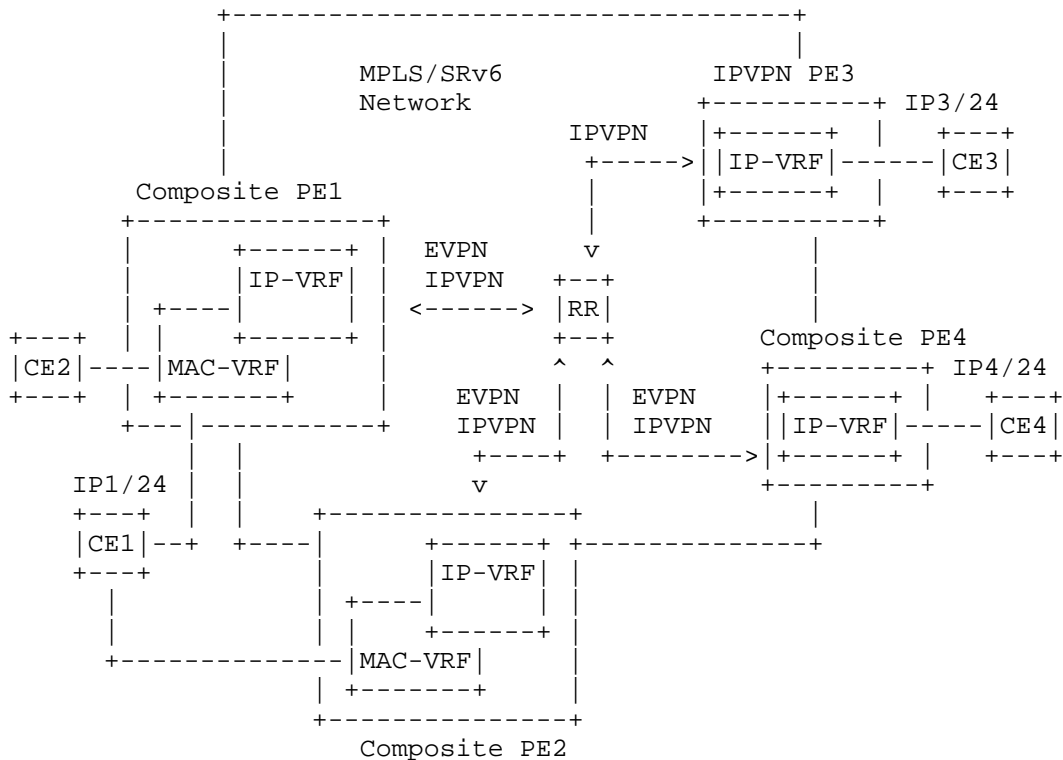 MPLS/SRv6 IPVPN PE3
Network IP3/24
IPVPN
IP-VRF CE3
Composite PE1
EVPN
IP-VRF IPVPN
RR
Composite PE4
CE2 MAC-VRF IP4/24
EVPN EVPN
IPVPN IPVPN IP-VRF CE4
IP1/24 v
CE1
IP-VRF
MAC-VRF
Composite PE2